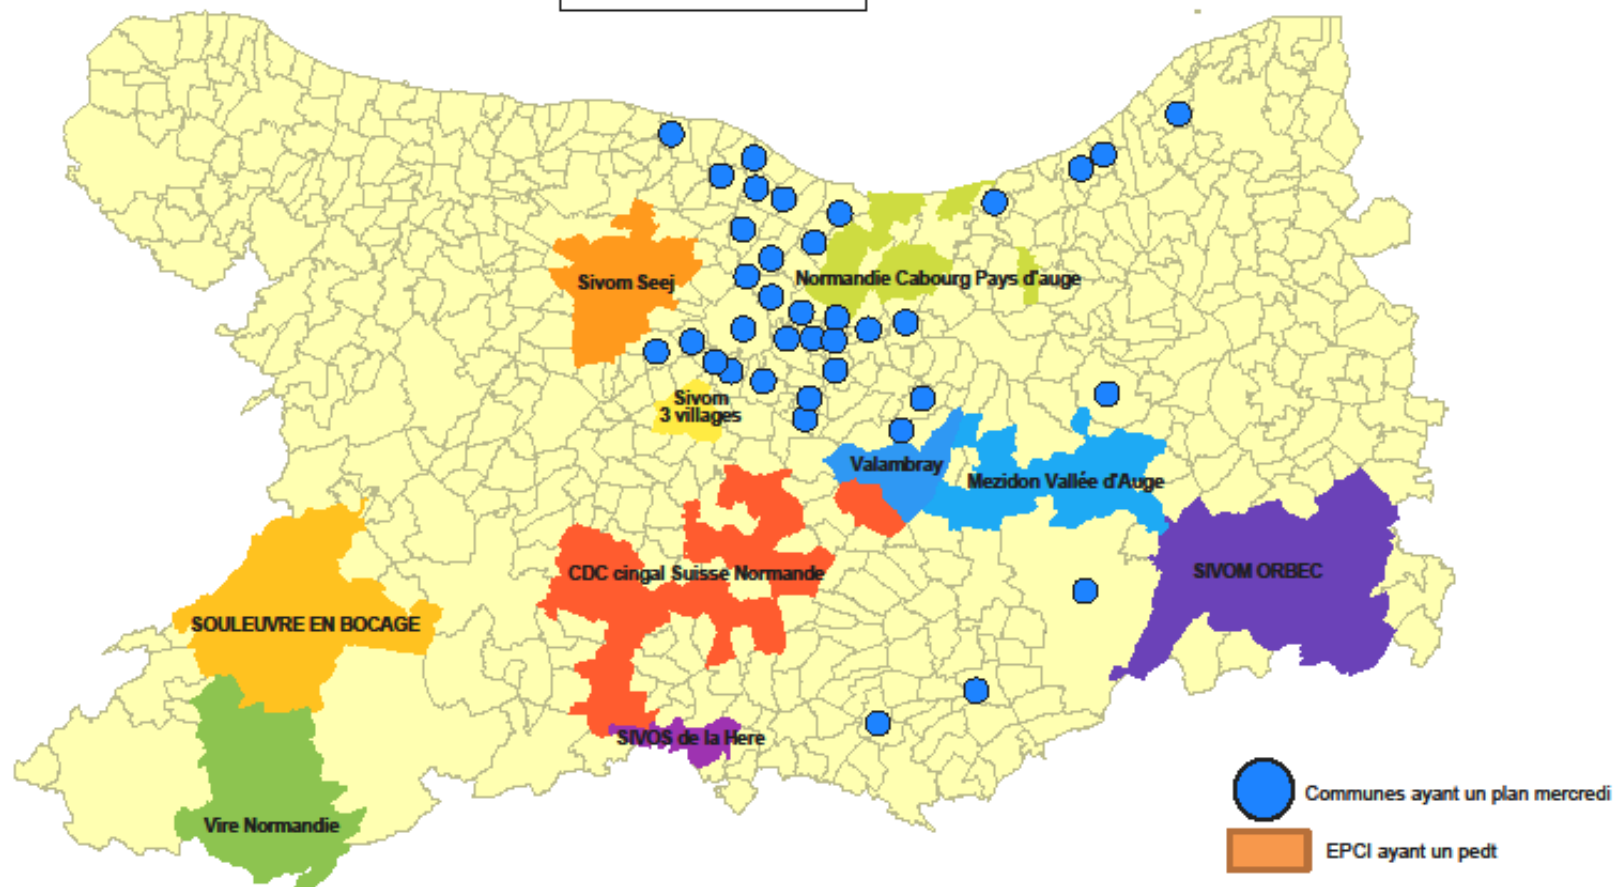 Sivom Seej
Normandie Cabourg Pays d'auge
Sivom
3 villages
Valambray
Mezidon Vallée d'Auge
CDC cingal Suisse Normande
SIVOM ORBEC
SOULEUVRE EN BOCAGE
SIVOS de la Here
Vire Normandie
Communes ayant un plan mercredi
EPCI ayant un pedt